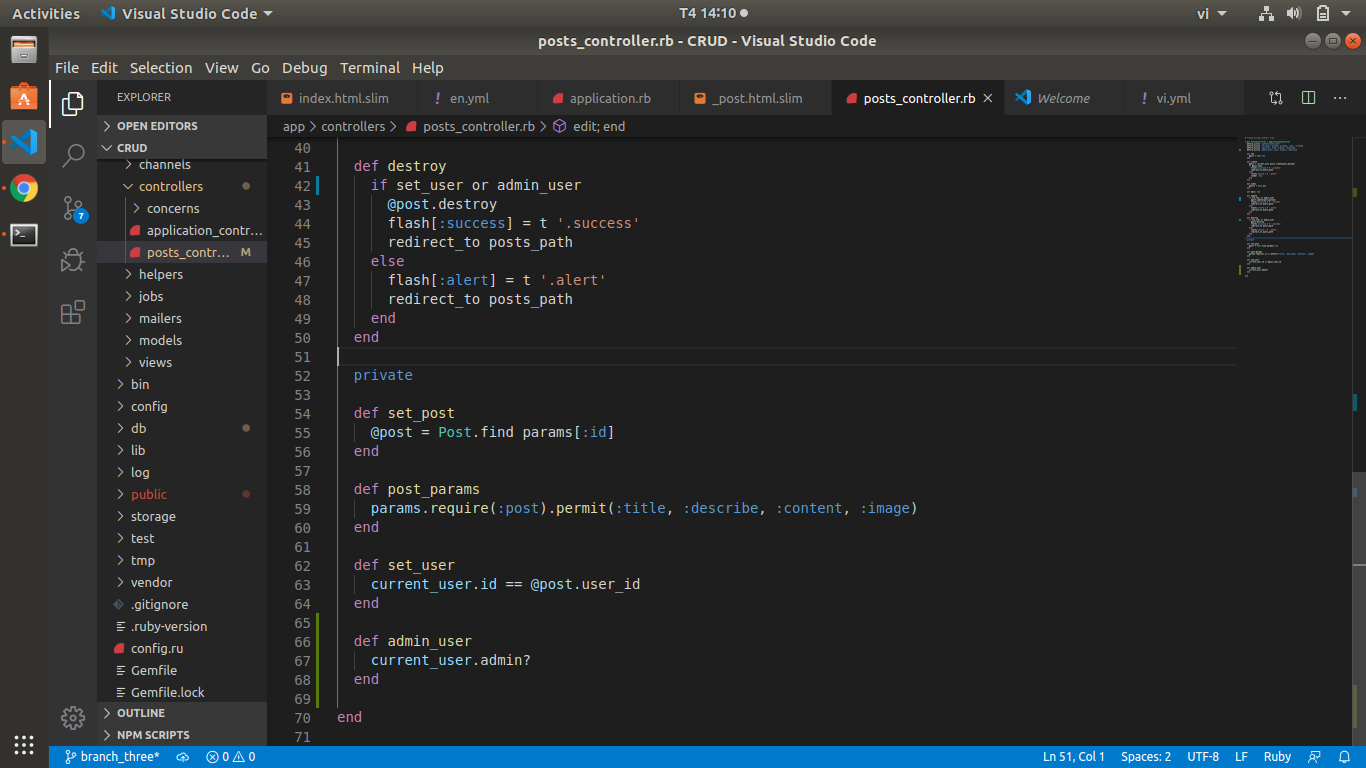 Activities Visual Studio Code T4 14:10 vi
posts_controller.rb - CRUD - Visual Studio Code
File Edit Selection View Go Debug Terminal Help
EXPLORER
index.html.slim
! en.yml
application.rb
_post.html.slim
posts_controller.rb
Welcome
! vi.yml
OPEN EDITORS
CRUD
channels
controllers
concerns
application_contr...
posts_contr... M
helpers
jobs
mailers
models
views
bin
config
db
lib
log
public
storage
test
tmp
vendor
.gitignore
.ruby-version
config.ru
Gemfile
Gemfile.lock
OUTLINE
NPM SCRIPTS
7
app > controllers > posts_controller.rb > edit; end
40
41 def destroy
42 if set_user or admin_user
43 @post.destroy
44 flash[:success] = t '.success'
45 redirect_to posts_path
46 else
47 flash[:alert] = t '.alert'
48 redirect_to posts_path
49 end
50 end
51
52 private
53
54 def set_post
55 @post = Post.find params[:id]
56 end
57
58 def post_params
59 params.require(:post).permit(:title, :describe, :content, :image)
60 end
61
62 def set_user
63 current_user.id == @post.user_id
64 end
65
66 def admin_user
67 current_user.admin?
68 end
69
70 end
71
branch_three* 0 0 Ln 51, Col 1 Spaces: 2 UTF-8 LF Ruby